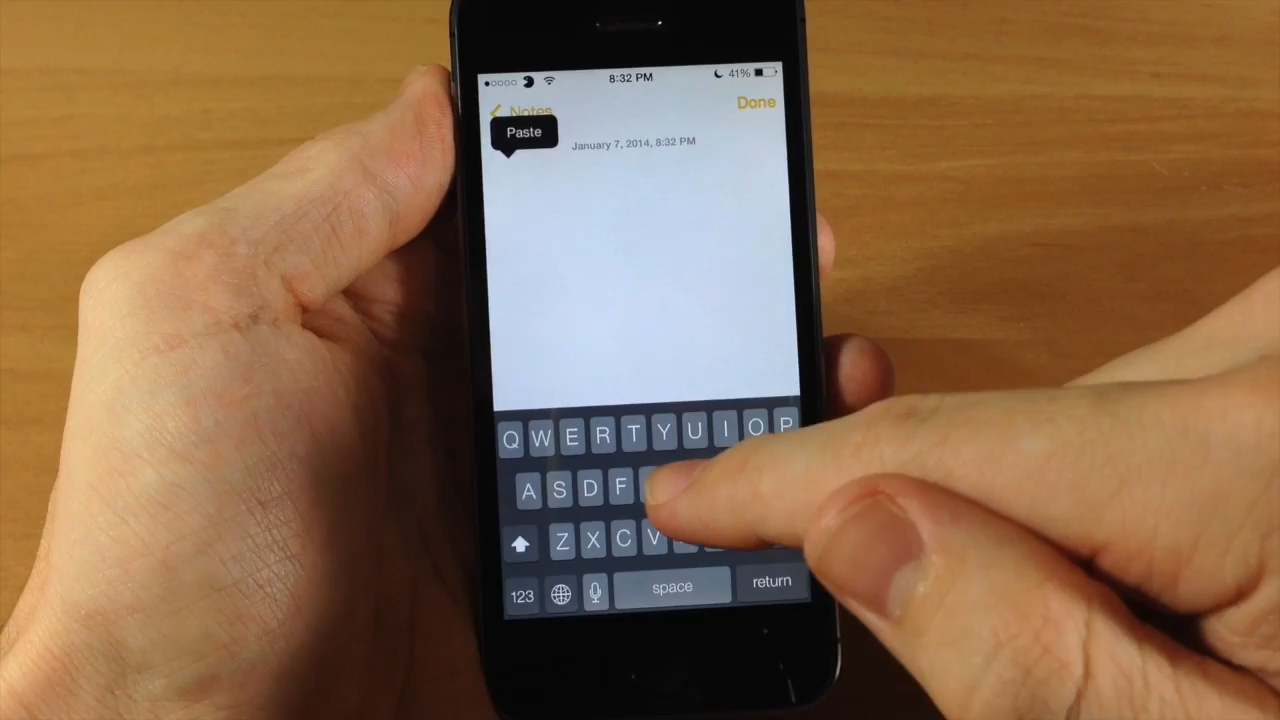 8:32 PM 41%
Notes Done
Paste
January 7, 2014, 8:32 PM
Q W E R T Y U I O P
A S D F
Z X C V
123 space return